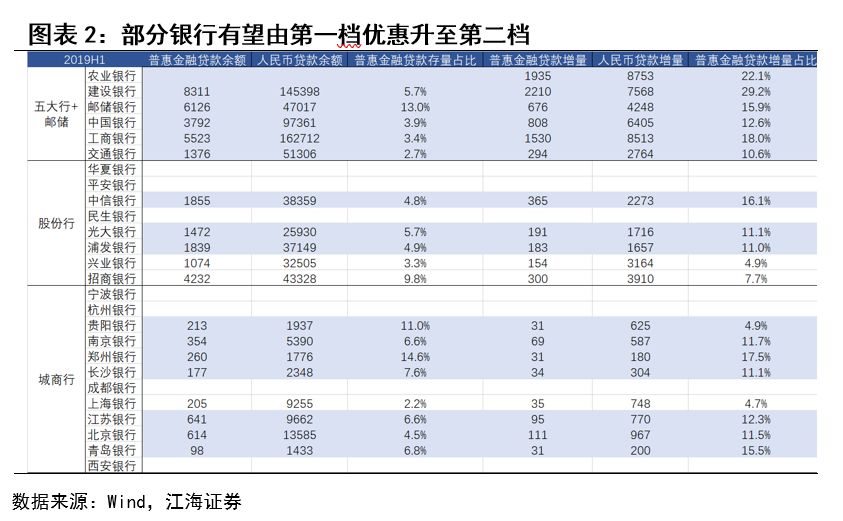 图表2：部分银行有望由第一档优惠升至第二档
2019H1 普惠金融贷款余额 人民币贷款余额 普惠金融贷款存量占比 普惠金融贷款增量 人民币贷款增量 普惠金融贷款增量占比
五大行+邮储
农业银行 1935 8753 22.1%
建设银行 8311 145398 5.7% 2210 7568 29.2%
邮储银行 6126 47017 13.0% 676 4248 15.9%
中国银行 3792 97361 3.9% 808 6405 12.6%
工商银行 5523 162712 3.4% 1530 8513 18.0%
交通银行 1376 51306 2.7% 294 2764 10.6%
股份行
华夏银行
平安银行
中信银行 1855 38359 4.8% 365 2273 16.1%
民生银行
光大银行 1472 25930 5.7% 191 1716 11.1%
浦发银行 1839 37149 4.9% 183 1657 11.0%
兴业银行 1074 32505 3.3% 154 3164 4.9%
招商银行 4232 43328 9.8% 300 3910 7.7%
城商行
宁波银行
杭州银行
贵阳银行 213 1937 11.0% 31 625 4.9%
南京银行 354 5390 6.6% 69 587 11.7%
郑州银行 260 1776 14.6% 31 180 17.5%
长沙银行 177 2348 7.6% 34 304 11.1%
成都银行
上海银行 205 9255 2.2% 35 748 4.7%
江苏银行 641 9662 6.6% 95 770 12.3%
北京银行 614 13585 4.5% 111 967 11.5%
青岛银行 98 1433 6.8% 31 200 15.5%
西安银行
数据来源：Wind，江海证券